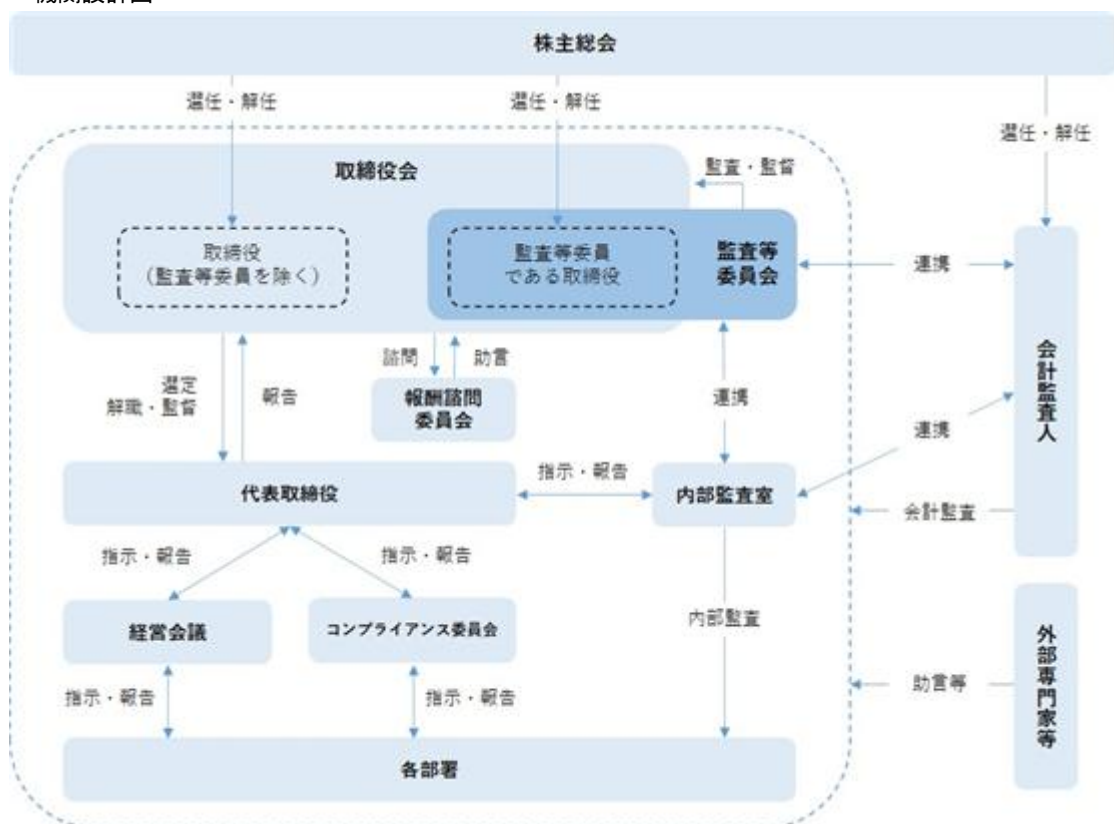 株主総会
選任・解任
選任・解任
選任・解任
取締役会
監査・監督
取締役
(監査等委員を除く)
監査等委員
である取締役
監査等
委員会
連携
諮問
助言
選定
解職・監督
報告
報酬諮問
委員会
連携
連携
会計監査人
指示・報告
代表取締役
内部監査室
会計監査
指示・報告
指示・報告
経営会議
コンプライアンス委員会
内部監査
外部専門家等
指示・報告
指示・報告
助言等
各部署